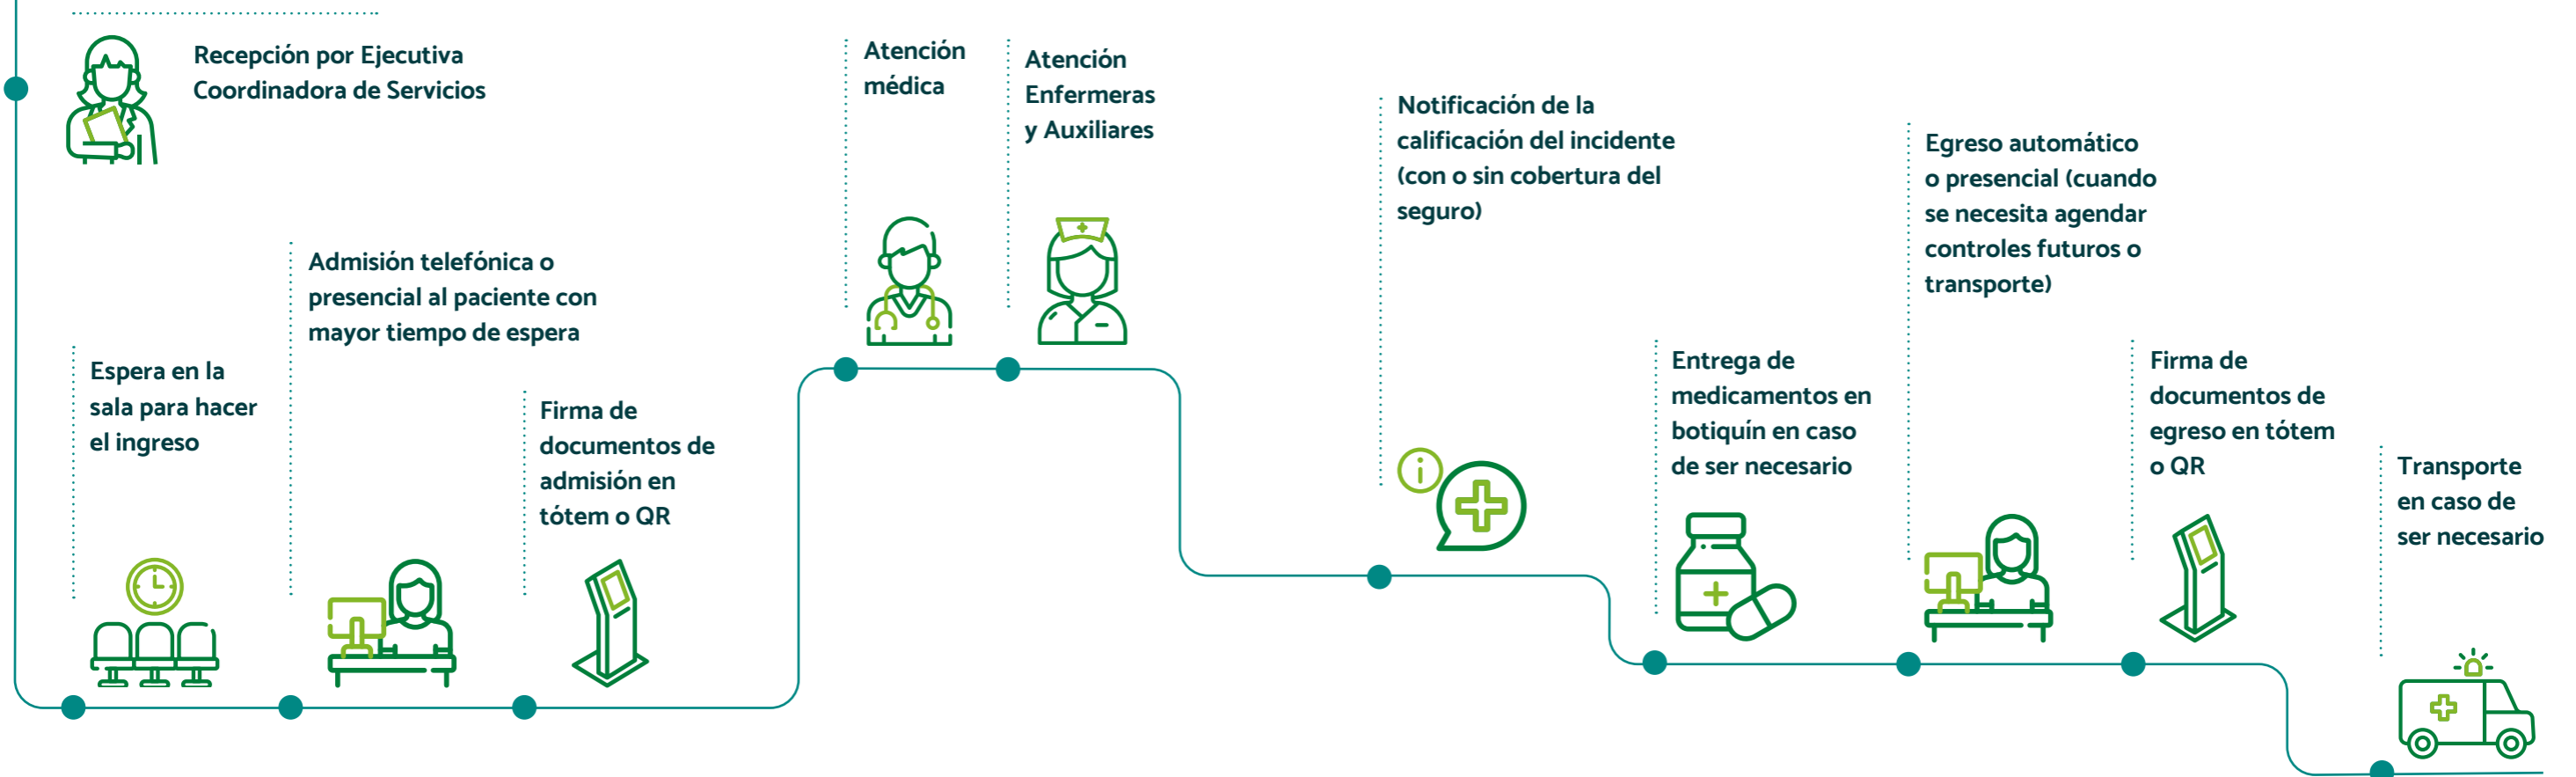 Recepción por Ejecutiva
Coordinadora de Servicios
Espera en la
sala para hacer
el ingreso
Admisión telefónica o
presencial al paciente con
mayor tiempo de espera
Firma de
documentos de
admisión en
tótem o QR
Atención
médica
Atención
Enfermeras
y Auxiliares
Notificación de la
calificación del incidente
(con o sin cobertura del
seguro)
Entrega de
medicamentos en
botiquín en caso
de ser necesario
Egreso automático
o presencial (cuando
se necesita agendar
controles futuros o
transporte)
Firma de
documentos de
egreso en tótem
o QR
Transporte
en caso de
ser necesario